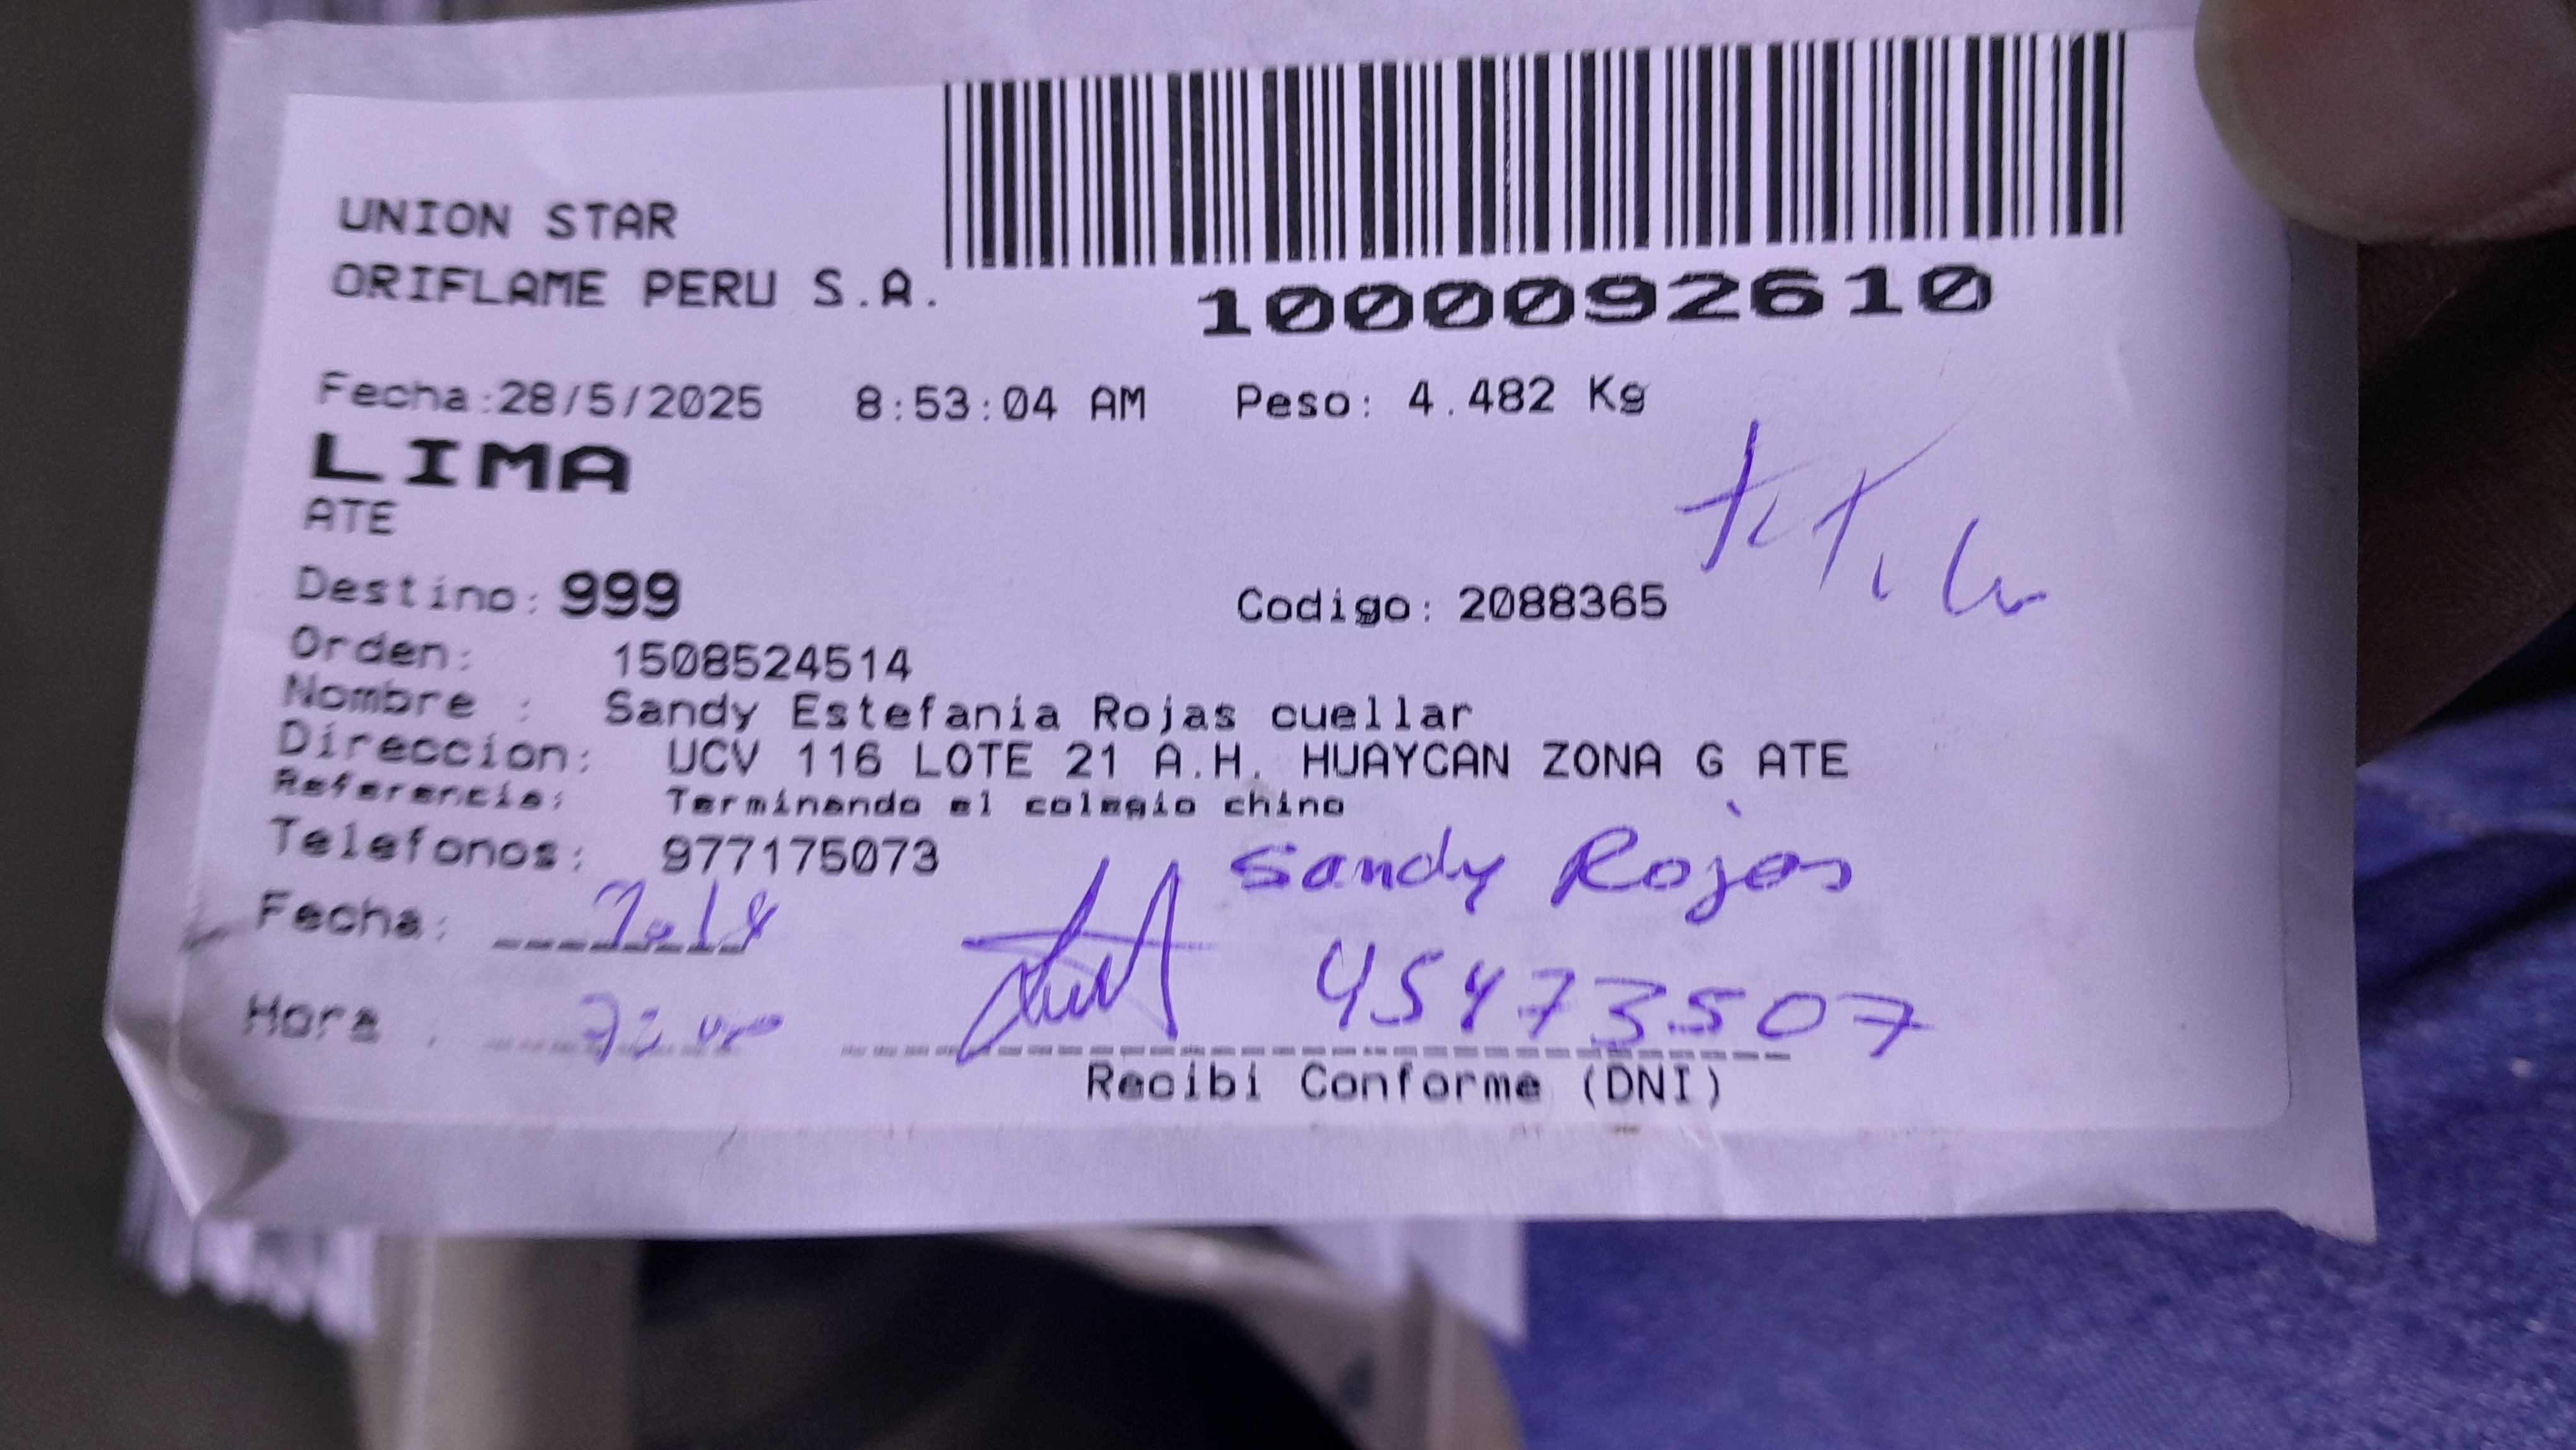 UNION STAR
ORIFLAME PERU S.A.
1000092610
Fecha:28/5/2025 8:53:04 AM Peso: 4.482 Kg
LIMA
ATE
Titular
Destino: 999 Codigo: 2088365
Orden: 1508524514
Nombre : Sandy Estefania Rojas cuellar
Direccion: UCV 116 LOTE 21 A.H. HUAYCAN ZONA G ATE
Referencia: Terminando el colegio chino
Telefonos: 977175073
Sandy Rojas
Fecha:
45473507
Hora .
Recibi Conforme (DNI)